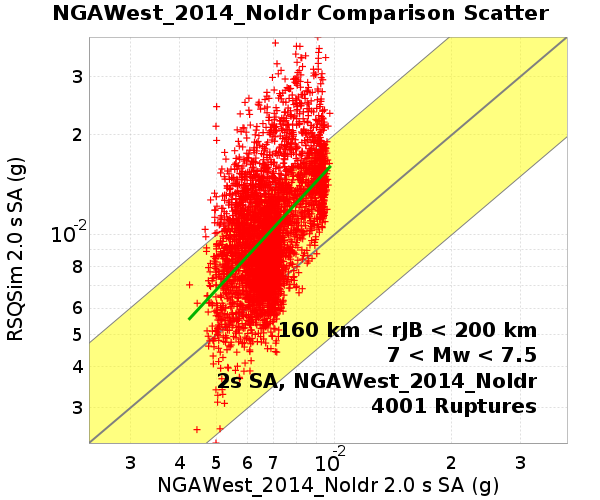 NGAWest_2014_NoIdr Comparison Scatter
RSQSim 2.0 s SA (g)
3
2
10-2
8
6
5
4
3
160 km < rJB < 200 km
7 < Mw < 7.5
2s SA, NGAWest_2014_NoIdr
4001 Ruptures
3 4 5 6 7 10-2 2 3
NGAWest_2014_NoIdr 2.0 s SA (g)